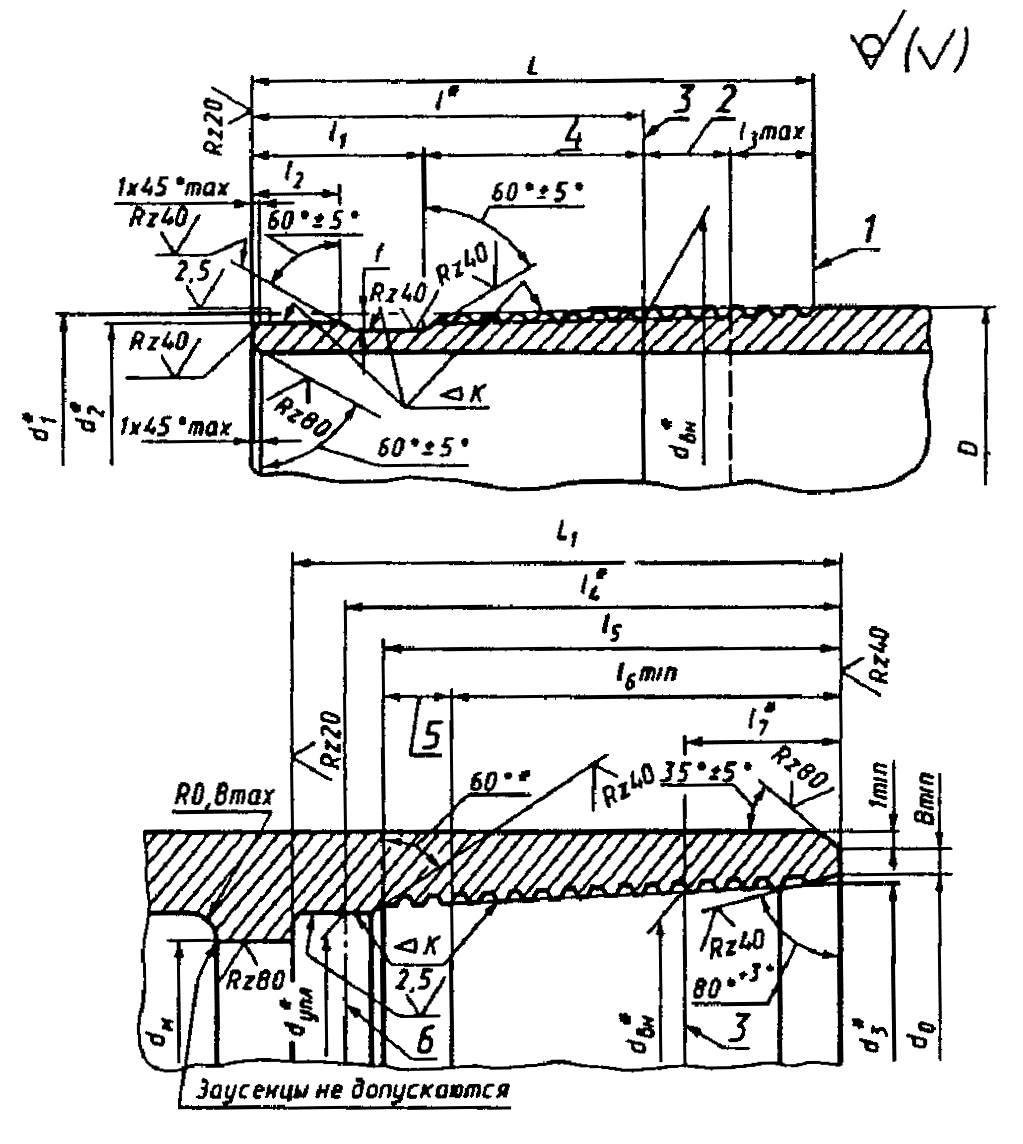 (√)
L
l*
3
2
l₃max
l₁
4
l₂
Rz20
1x45°max
Rz40
60°±5°
60°±5°
2,5
f
Rz40
Rz40
1
Rz40
Rz80
△K
1x45°max
60°±5°
d₁*
d₂*
dвн*
D
L₁
l₄*
l₅
l₆min
l₇*
Rz40
5
Rz20
R0,8max
60°*
Rz40
35°±5°
Rz80
1min
8min
△K
Rz80
2,5
Rz40
80°⁺³°
dн
dупл*
6
dвн*
3
d₃*
d₀
Заусенцы не допускаются